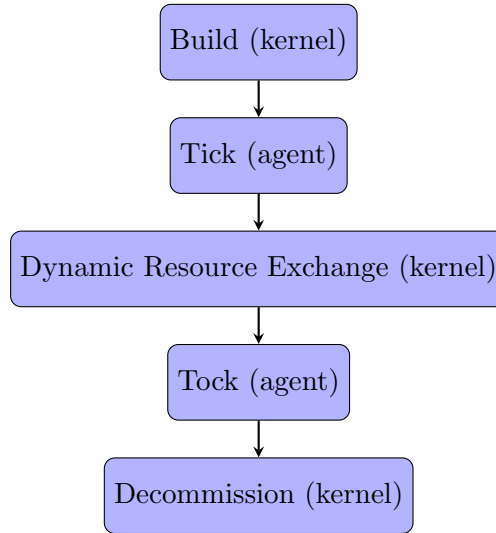 Build (kernel)
Tick (agent)
Dynamic Resource Exchange (kernel)
Tock (agent)
Decommission (kernel)